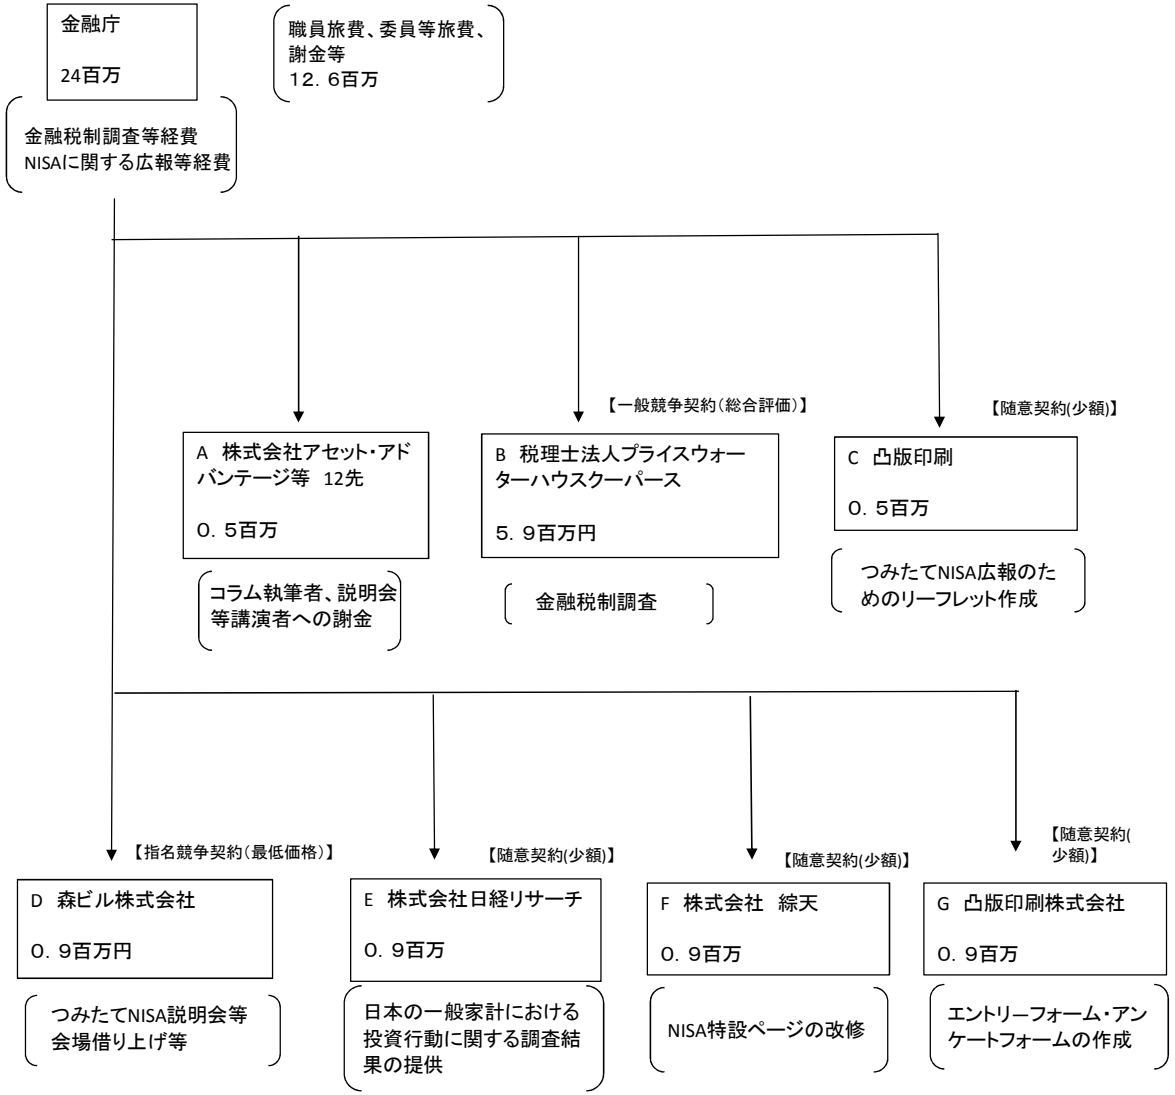 金融庁
24百万
職員旅費、委員等旅費、
謝金等
１２．６百万
金融税制調査等経費
NISAに関する広報等経費
【一般競争契約（総合評価）】
【随意契約(少額)】
A　株式会社アセット・アド
バンテージ等　12先
０．５百万
B　税理士法人プライスウォー
ターハウスクーパース
５．９百万円
C　凸版印刷
０．５百万
コラム執筆者、説明会
等講演者への謝金
金融税制調査
つみたてNISA広報のた
めのリーフレット作成
【指名競争契約（最低価格）】
【随意契約(少額)】
【随意契約(少額)】
【随意契約(
少額)】
D　森ビル株式会社
０．９百万円
E　株式会社日経リサーチ
０．９百万
F　株式会社　綜天
０．９百万
G　凸版印刷株式会社
０．９百万
つみたてNISA説明会等
会場借り上げ等
日本の一般家計における
投資行動に関する調査結
果の提供
NISA特設ページの改修
エントリーフォーム・アン
ケートフォームの作成